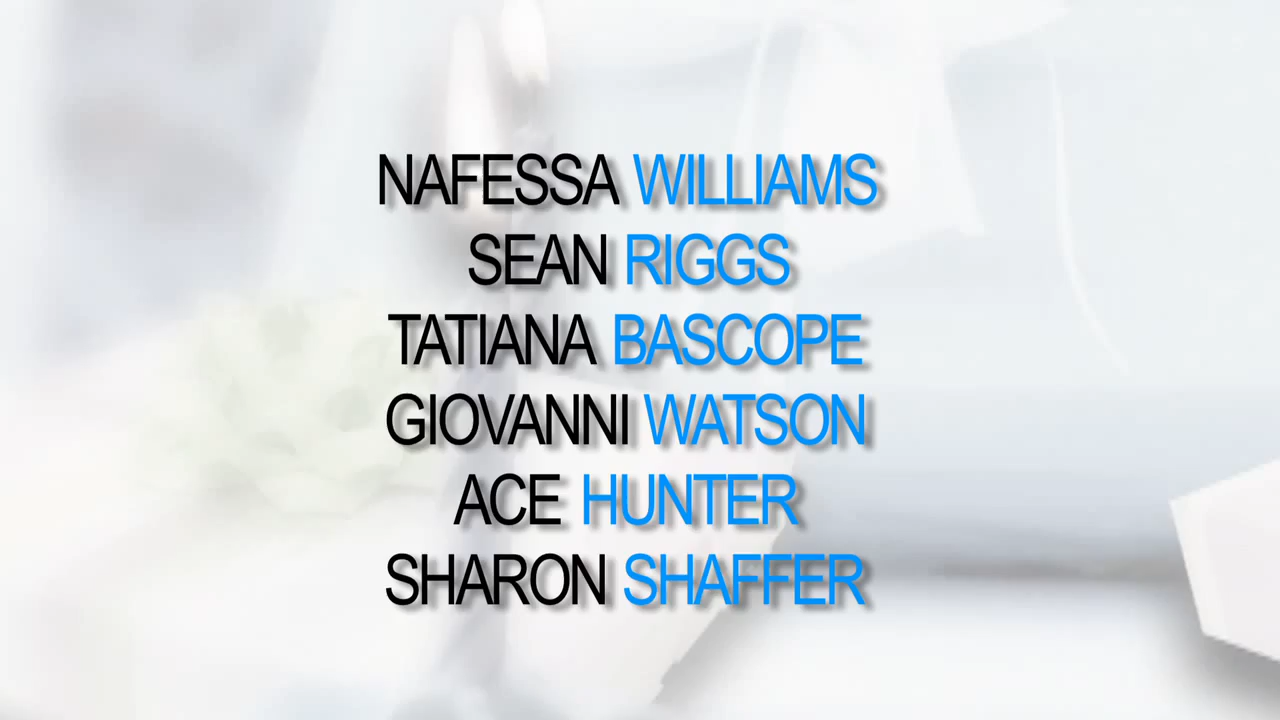 NAFESSA WILLIAMS
SEAN RIGGS
TATIANA BASCOPE
GIOVANNI WATSON
ACE HUNTER
SHARON SHAFFER